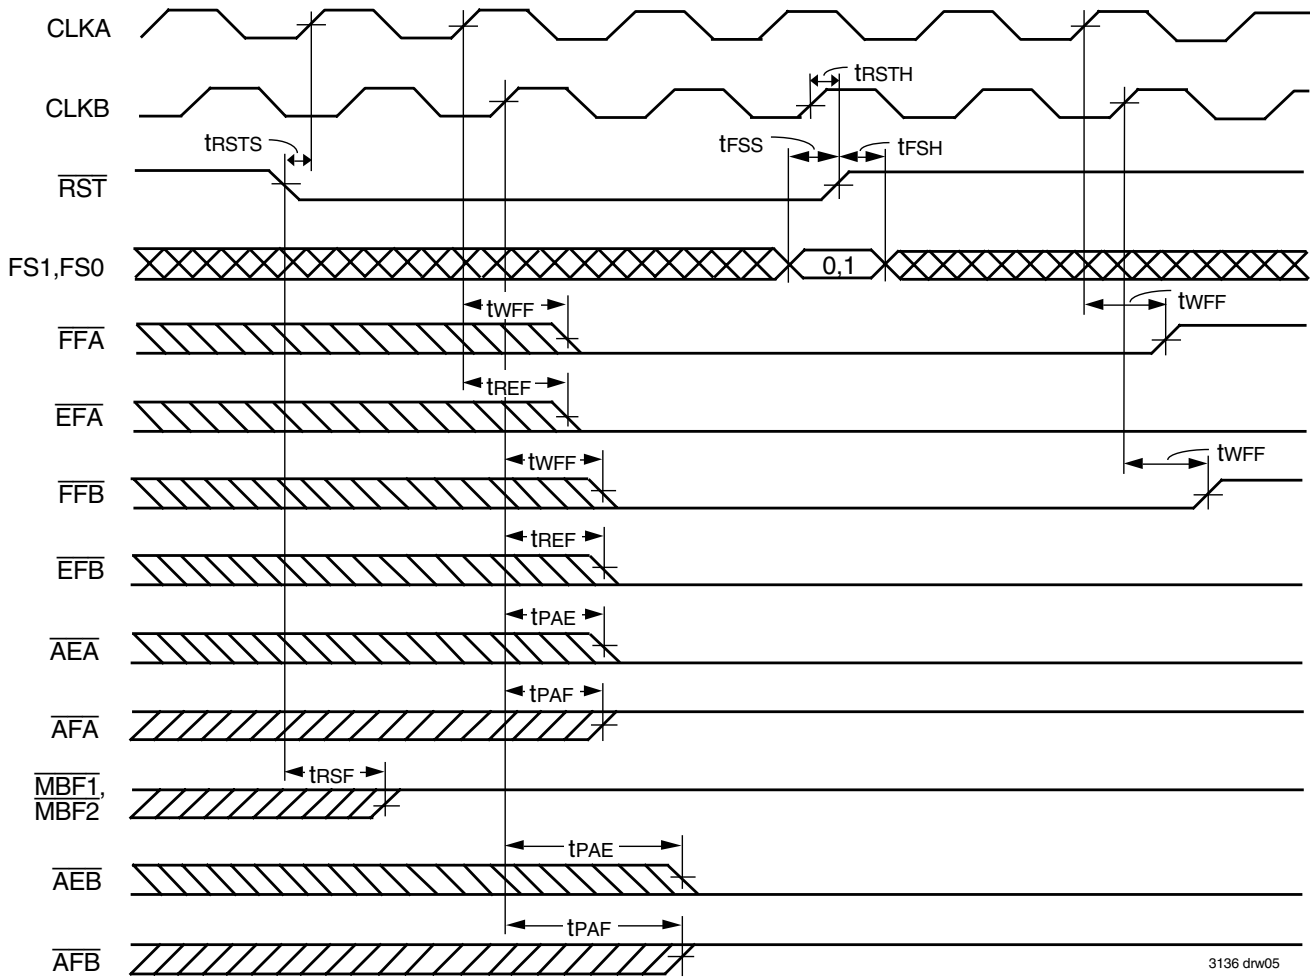 CLKA
tRSTH
CLKB
tRSTS
tFSS
tFSH
RST
FS1,FS0
0,1
tWFF
tWFF
FFA
tREF
EFA
tWFF
tWFF
FFB
tREF
EFB
tPAE
AEA
tPAF
AFA
tRSF
MBF1,
MBF2
tPAE
AEB
tPAF
AFB
3136 drw05